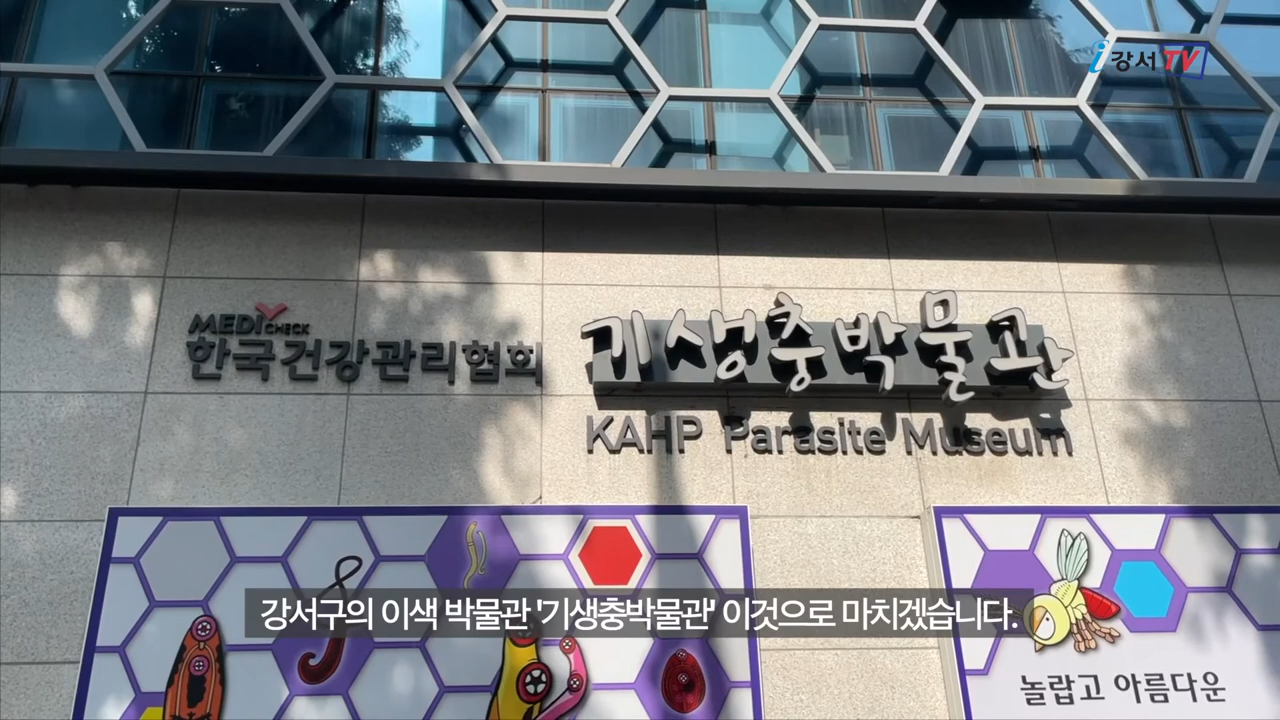 i강서TV
MEDI CHECK
한국건강관리협회
기생충박물관
KAHP Parasite Museum
강서구의 이색 박물관 '기생충박물관' 이것으로 마치겠습니다.
놀랍고 아름다운